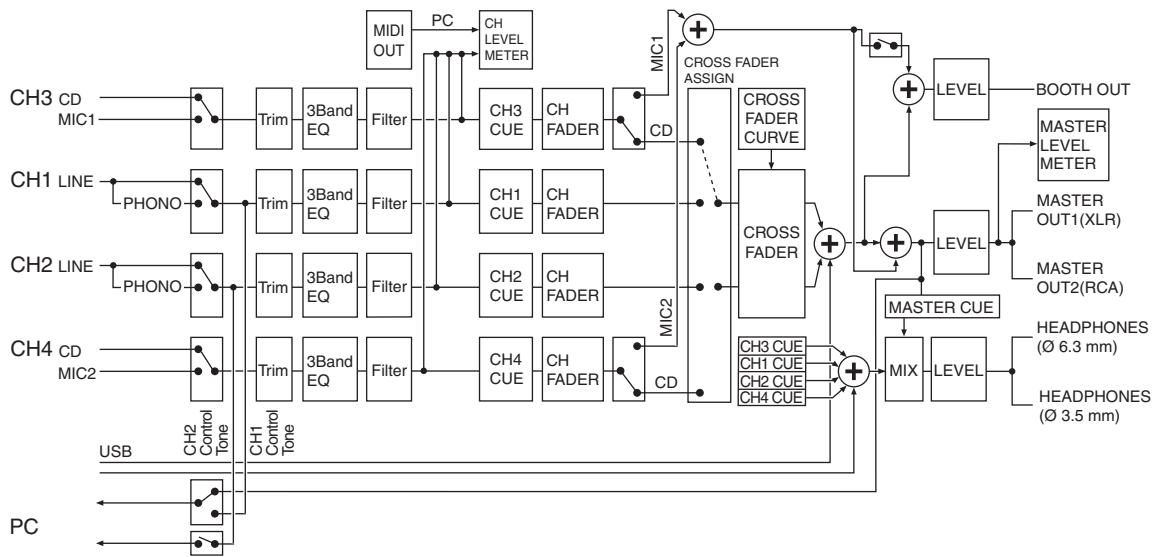 MIDI OUT
PC
CH LEVEL METER
MIC1
CROSS FADER ASSIGN
CH3 CD
MIC1
Trim
3Band EQ
Filter
CH3 CUE
CH FADER
CD
CROSS FADER CURVE
LEVEL
BOOTH OUT
MASTER LEVEL METER
CH1 LINE
PHONO
Trim
3Band EQ
Filter
CH1 CUE
CH FADER
CROSS FADER
LEVEL
MASTER OUT1(XLR)
MASTER OUT2(RCA)
CH2 LINE
PHONO
Trim
3Band EQ
Filter
CH2 CUE
CH FADER
MIC2
MASTER CUE
CH4 CD
MIC2
Trim
3Band EQ
Filter
CH4 CUE
CH FADER
CD
CH3 CUE
CH1 CUE
CH2 CUE
CH4 CUE
MIX
LEVEL
HEADPHONES (Ø 6.3 mm)
HEADPHONES (Ø 3.5 mm)
CH2 Control Tone
CH1 Control Tone
USB
PC